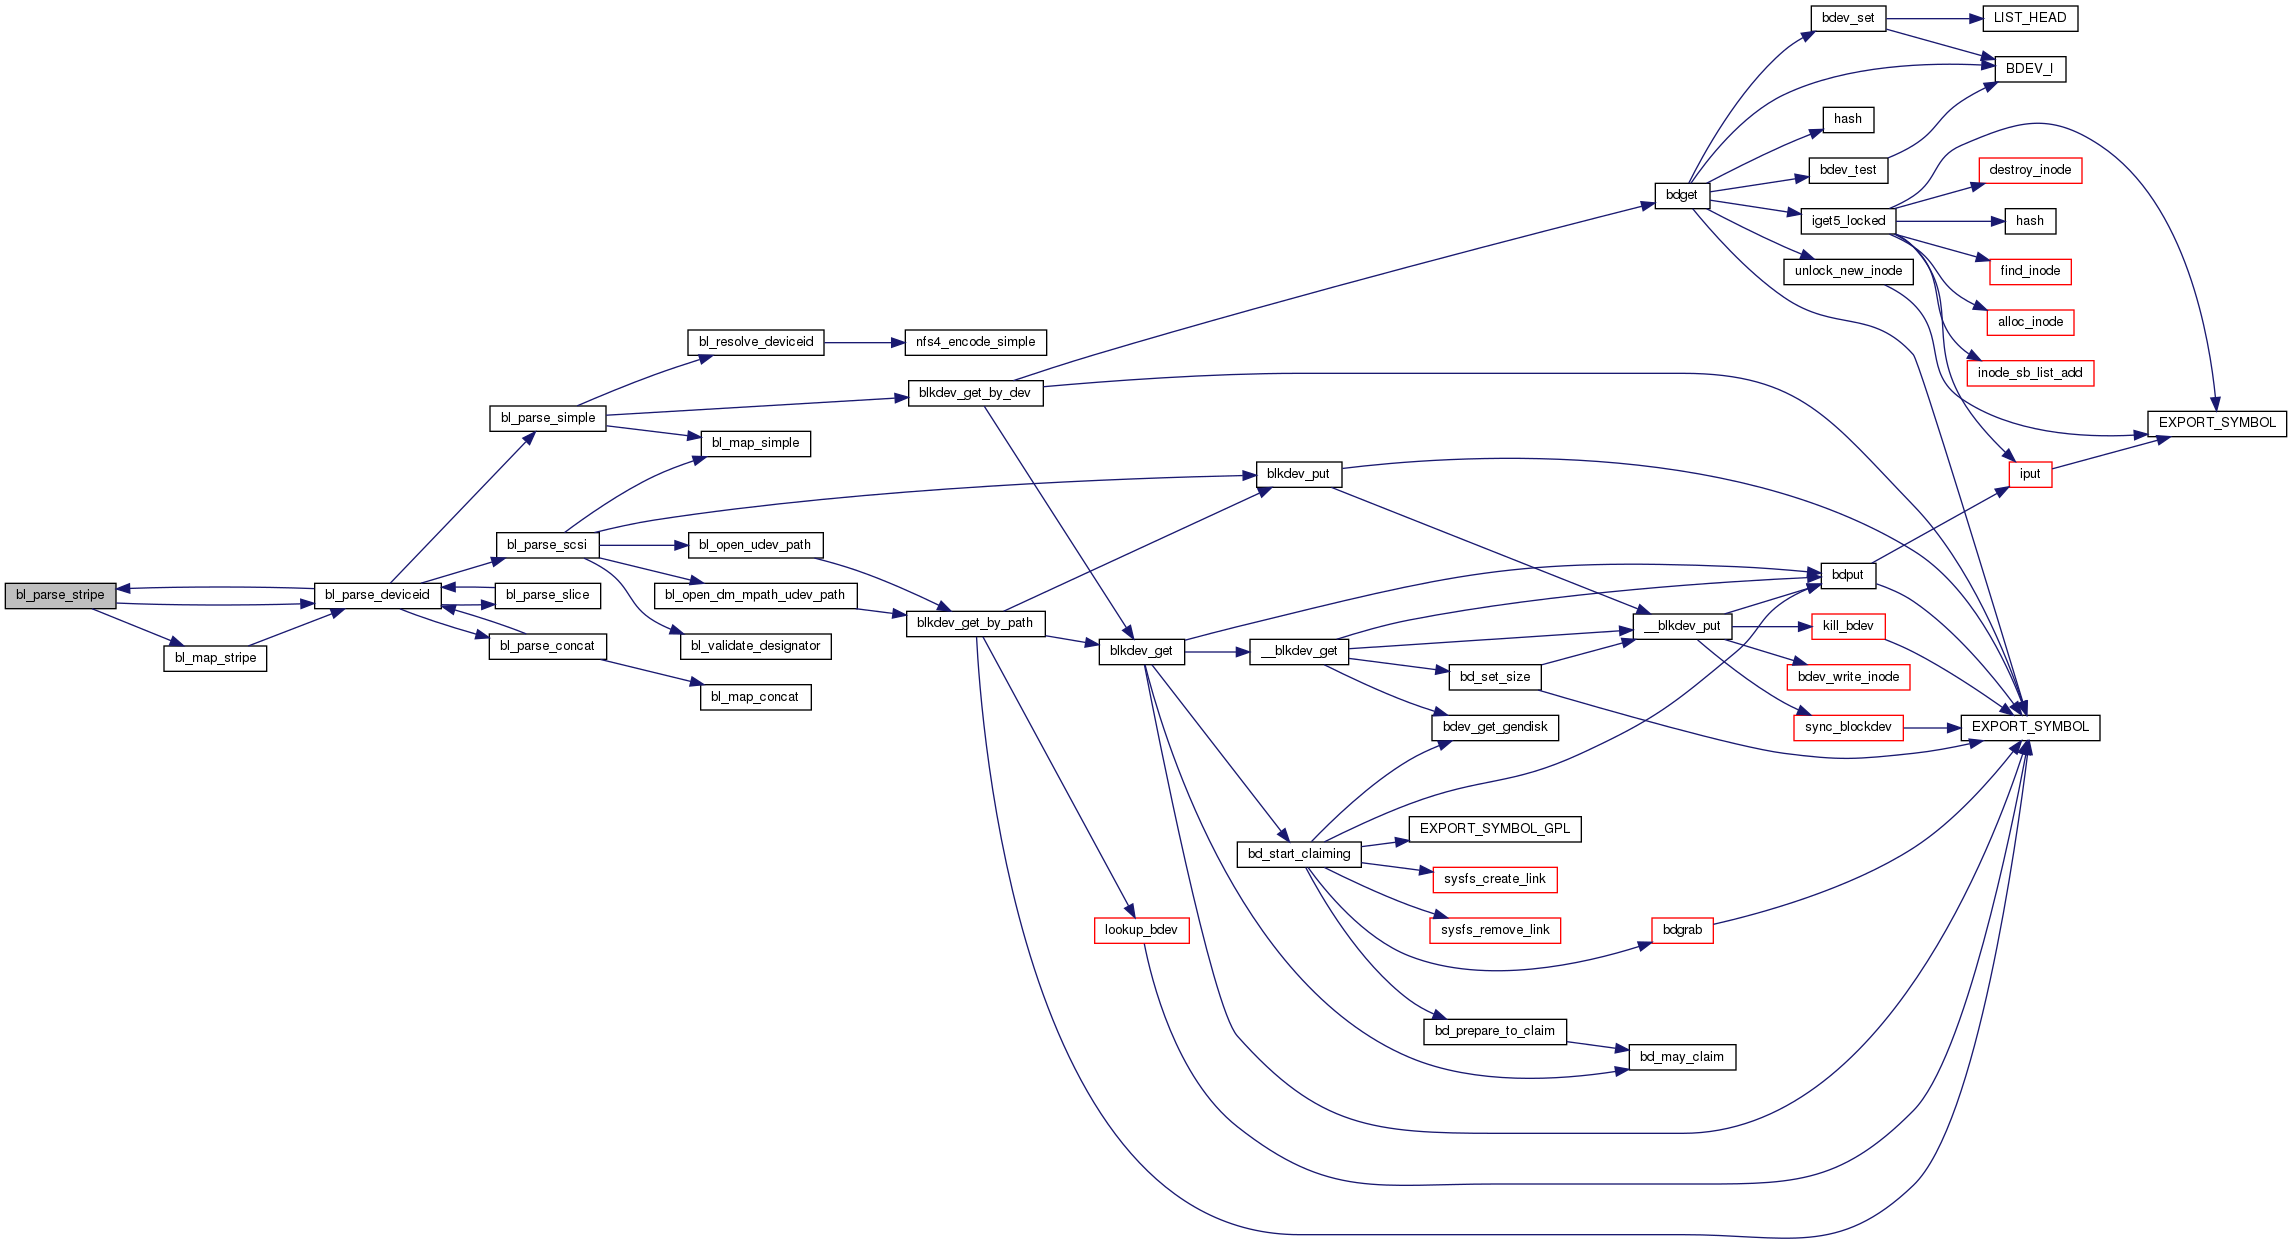 bdev_set
LIST_HEAD
BDEV_I
hash
bdev_test
destroy_inode
bdget
iget5_locked
hash
unlock_new_inode
find_inode
alloc_inode
bl_resolve_deviceid
nfs4_encode_simple
inode_sb_list_add
blkdev_get_by_dev
bl_parse_simple
EXPORT_SYMBOL
bl_map_simple
blkdev_put
iput
bl_parse_scsi
bl_open_udev_path
bdput
bl_parse_stripe
bl_parse_deviceid
bl_parse_slice
bl_open_dm_mpath_udev_path
blkdev_get_by_path
__blkdev_put
kill_bdev
bl_parse_concat
bl_validate_designator
blkdev_get
__blkdev_get
bl_map_stripe
bd_set_size
bdev_write_inode
bl_map_concat
bdev_get_gendisk
sync_blockdev
EXPORT_SYMBOL
EXPORT_SYMBOL_GPL
bd_start_claiming
sysfs_create_link
lookup_bdev
sysfs_remove_link
bdgrab
bd_prepare_to_claim
bd_may_claim